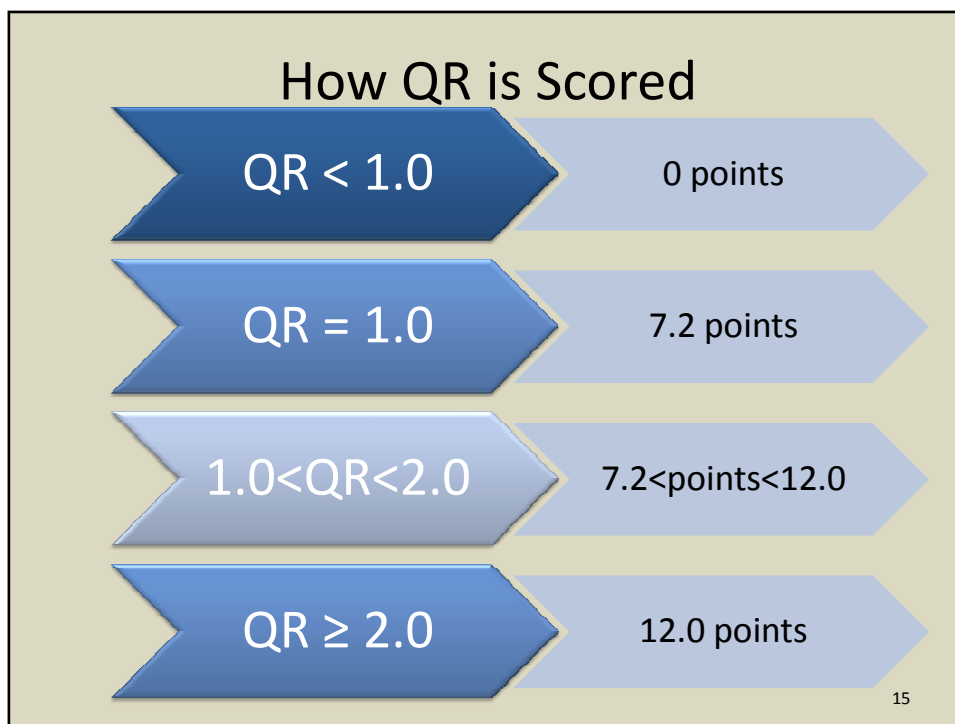 How QR is Scored
QR < 1.0
0 points
QR = 1.0
7.2 points
1.0<QR<2.0
7.2<points<12.0
QR ≥ 2.0
12.0 points
15